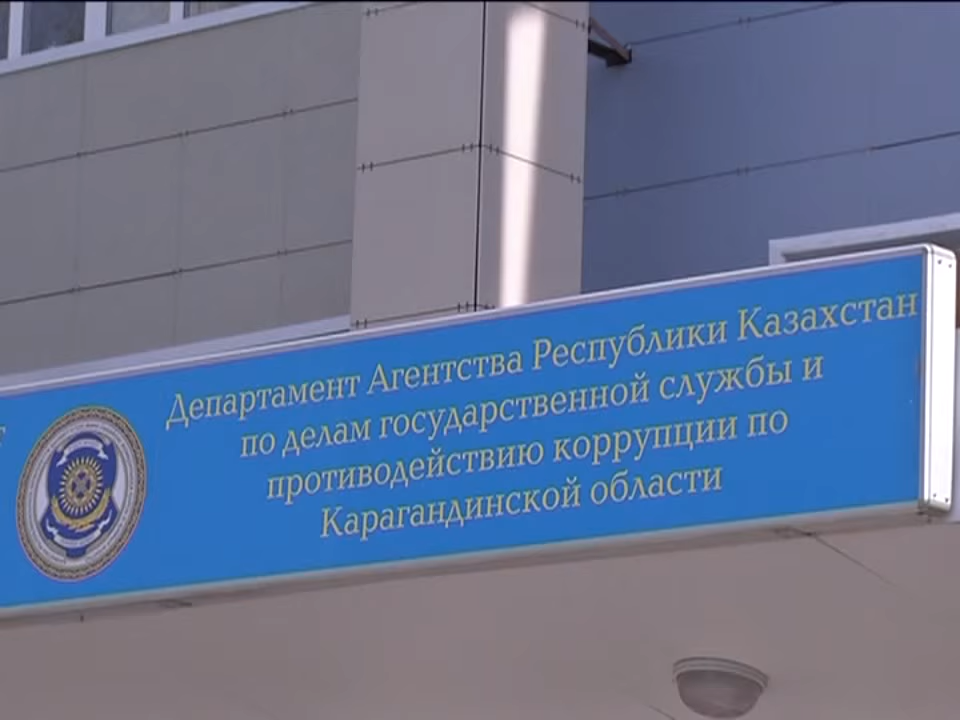 Департамент Агентства Республики Казахстан
по делам государственной службы и
противодействию коррупции по
Карагандинской области